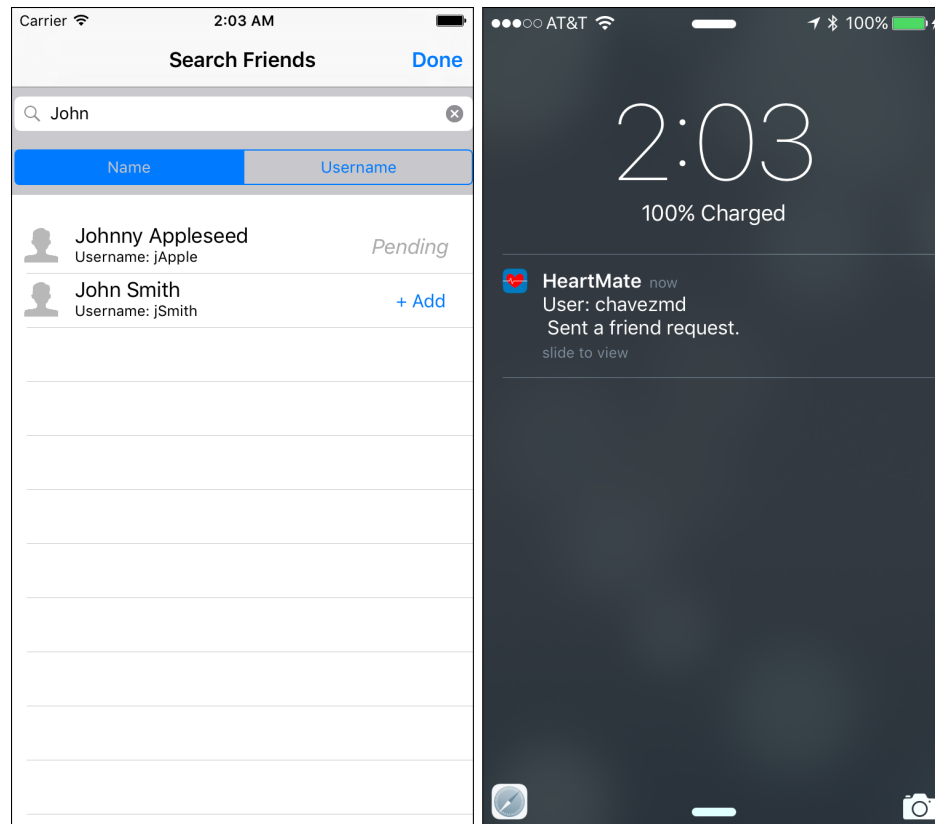 Carrier 2:03 AM
Search Friends Done
John
Name Username
Johnny Appleseed
Username: jApple
Pending
John Smith
Username: jSmith
+ Add
AT&T 100%
2:03
100% Charged
HeartMate now
User: chavezmd
Sent a friend request.
slide to view